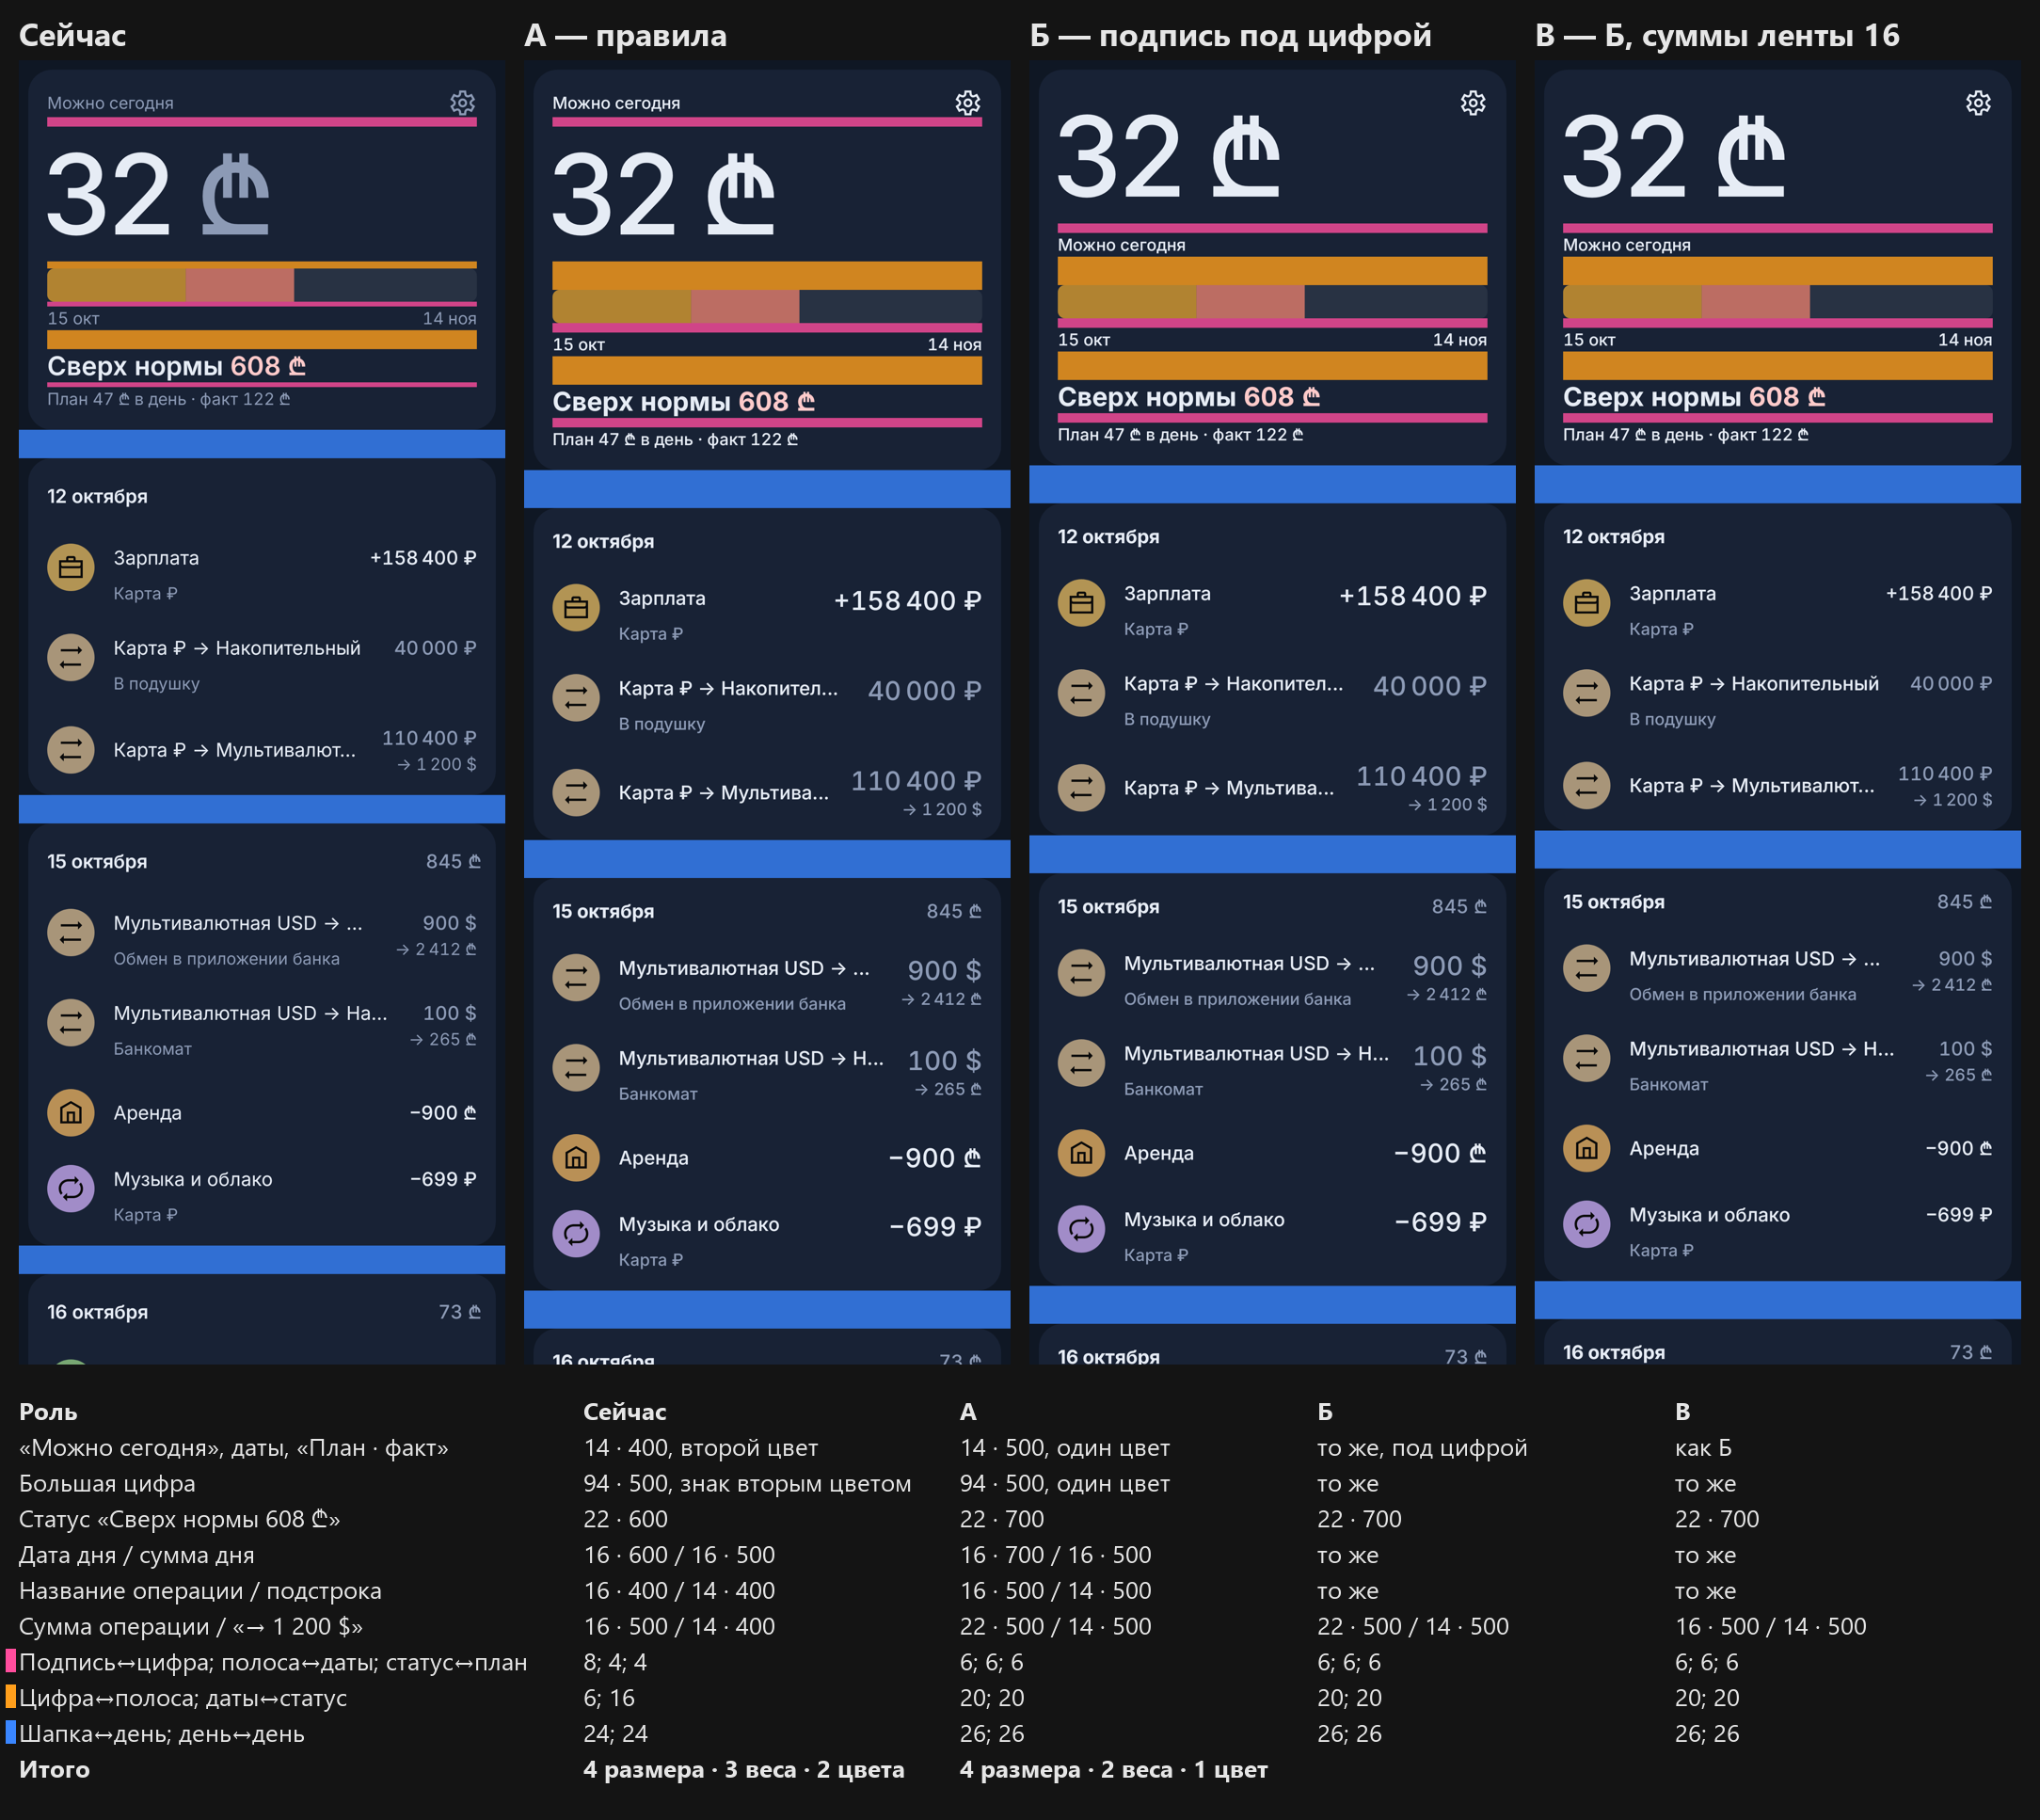 Сейчас
Можно сегодня
32 ₾
15 окт 14 ноя
Сверх нормы 608 ₾
План 47 ₾ в день · факт 122 ₾
12 октября
Зарплата +158 400 ₽
Карта ₽
Карта ₽ → Накопительный 40 000 ₽
В подушку
Карта ₽ → Мультивалют... 110 400 ₽
→ 1 200 $
15 октября 845 ₾
Мультивалютная USD → ... 900 $
Обмен в приложении банка → 2 412 ₾
Мультивалютная USD → На... 100 $
Банкомат → 265 ₾
Аренда −900 ₾
Музыка и облако −699 ₽
Карта ₽
16 октября 73 ₾
А — правила
Можно сегодня
32 ₾
15 окт 14 ноя
Сверх нормы 608 ₾
План 47 ₾ в день · факт 122 ₾
12 октября
Зарплата +158 400 ₽
Карта ₽
Карта ₽ → Накопител... 40 000 ₽
В подушку
Карта ₽ → Мультива... 110 400 ₽
→ 1 200 $
15 октября 845 ₾
Мультивалютная USD → ... 900 $
Обмен в приложении банка → 2 412 ₾
Мультивалютная USD → Н... 100 $
Банкомат → 265 ₾
Аренда −900 ₾
Музыка и облако −699 ₽
Карта ₽
16 октября 73 ₾
Б — подпись под цифрой
32 ₾
Можно сегодня
15 окт 14 ноя
Сверх нормы 608 ₾
План 47 ₾ в день · факт 122 ₾
12 октября
Зарплата +158 400 ₽
Карта ₽
Карта ₽ → Накопител... 40 000 ₽
В подушку
Карта ₽ → Мультива... 110 400 ₽
→ 1 200 $
15 октября 845 ₾
Мультивалютная USD → ... 900 $
Обмен в приложении банка → 2 412 ₾
Мультивалютная USD → Н... 100 $
Банкомат → 265 ₾
Аренда −900 ₾
Музыка и облако −699 ₽
Карта ₽
16 октября 73 ₾
В — Б, суммы ленты 16
32 ₾
Можно сегодня
15 окт 14 ноя
Сверх нормы 608 ₾
План 47 ₾ в день · факт 122 ₾
12 октября
Зарплата +158 400 ₽
Карта ₽
Карта ₽ → Накопительный 40 000 ₽
В подушку
Карта ₽ → Мультивалют... 110 400 ₽
→ 1 200 $
15 октября 845 ₾
Мультивалютная USD → ... 900 $
Обмен в приложении банка → 2 412 ₾
Мультивалютная USD → Н... 100 $
Банкомат → 265 ₾
Аренда −900 ₾
Музыка и облако −699 ₽
Карта ₽
16 октября 73 ₾
Роль Сейчас А Б В
«Можно сегодня», даты, «План · факт» 14 · 400, второй цвет 14 · 500, один цвет то же, под цифрой как Б
Большая цифра 94 · 500, знак вторым цветом 94 · 500, один цвет то же то же
Статус «Сверх нормы 608 ₾» 22 · 600 22 · 700 22 · 700 22 · 700
Дата дня / сумма дня 16 · 600 / 16 · 500 16 · 700 / 16 · 500 то же то же
Название операции / подстрока 16 · 400 / 14 · 400 16 · 500 / 14 · 500 то же то же
Сумма операции / «→ 1 200 $» 16 · 500 / 14 · 400 22 · 500 / 14 · 500 22 · 500 / 14 · 500 16 · 500 / 14 · 500
Подпись↔цифра; полоса↔даты; статус↔план 8; 4; 4 6; 6; 6 6; 6; 6 6; 6; 6
Цифра↔полоса; даты↔статус 6; 16 20; 20 20; 20 20; 20
Шапка↔день; день↔день 24; 24 26; 26 26; 26 26; 26
Итого 4 размера · 3 веса · 2 цвета 4 размера · 2 веса · 1 цвет